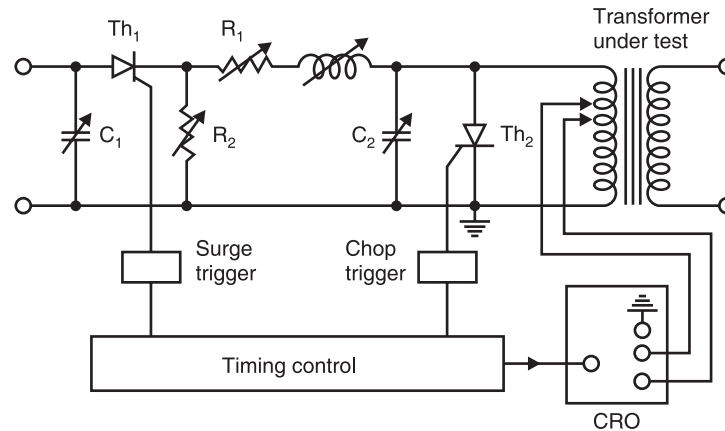 Transformer
under test
Th₁
R₁
C₁
R₂
C₂
Th₂
Surge
trigger
Chop
trigger
Timing control
CRO